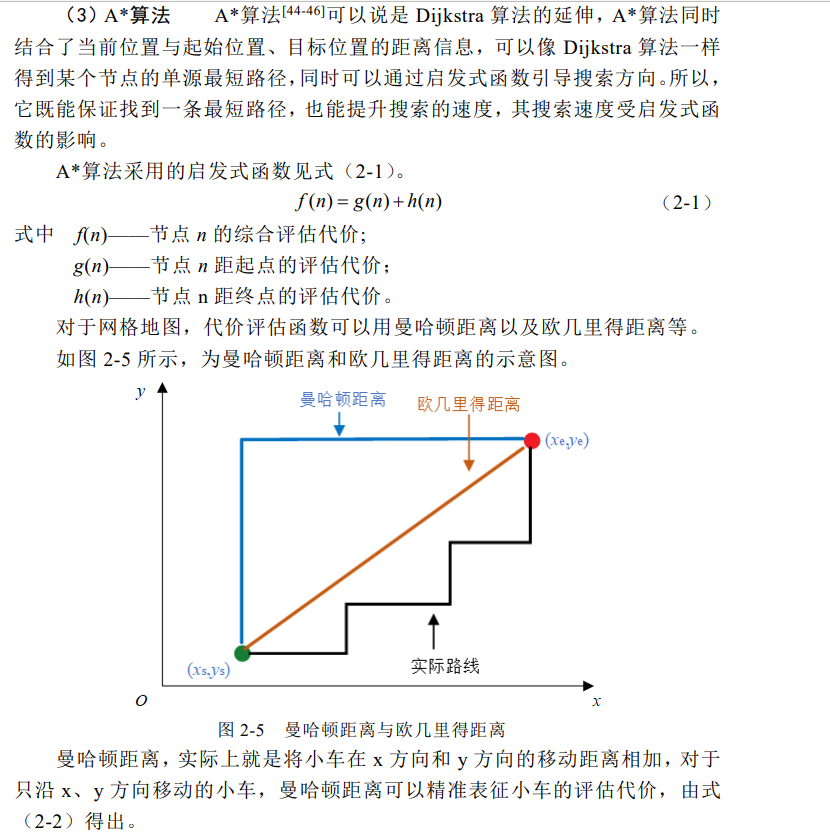 （3）A*算法 A*算法[44-46]可以说是 Dijkstra 算法的延伸，A*算法同时
结合了当前位置与起始位置、目标位置的距离信息，可以像 Dijkstra 算法一样
得到某个节点的单源最短路径，同时可以通过启发式函数引导搜索方向。所以，
它既能保证找到一条最短路径，也能提升搜索的速度，其搜索速度受启发式函
数的影响。
A*算法采用的启发式函数见式（2-1）。
f(n)=g(n)+h(n) （2-1）
式中 f(n)——节点 n 的综合评估代价;
g(n)——节点 n 距起点的评估代价；
h(n)——节点 n 距终点的评估代价。
对于网格地图，代价评估函数可以用曼哈顿距离以及欧几里得距离等。
如图 2-5 所示，为曼哈顿距离和欧几里得距离的示意图。
y
曼哈顿距离
欧几里得距离
(xe,ye)
(xs,ys)
实际路线
O
x
图 2-5 曼哈顿距离与欧几里得距离
曼哈顿距离，实际上就是将小车在 x 方向和 y 方向的移动距离相加，对于
只沿 x、y 方向移动的小车，曼哈顿距离可以精准表征小车的评估代价，由式
（2-2）得出。